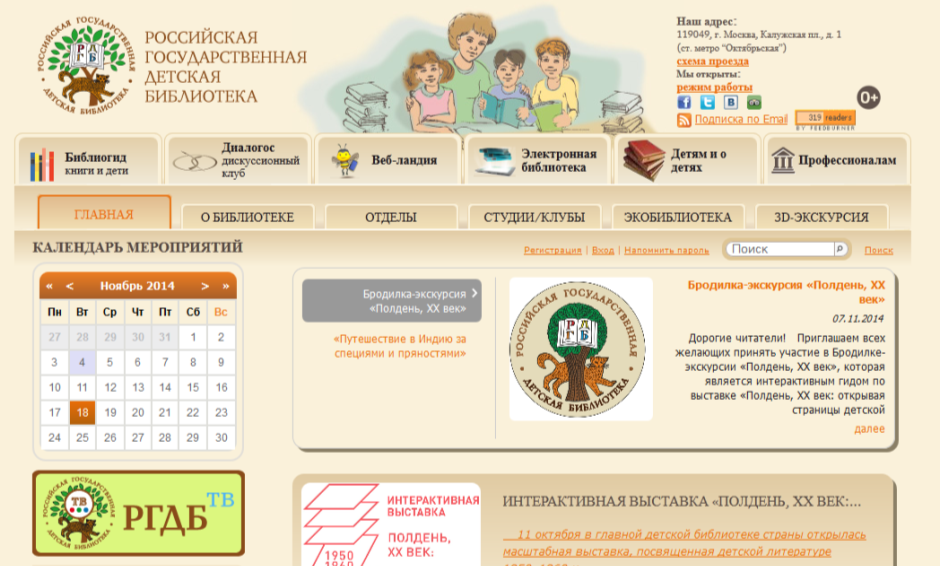 РОССИЙСКАЯ
ГОСУДАРСТВЕННАЯ
ДЕТСКАЯ
БИБЛИОТЕКА
РОССИЙСКАЯ ГОСУДАРСТВЕННАЯ
ДЕТСКАЯ БИБЛИОТЕКА
Р Д
Г Б
Наш адрес:
119049, г. Москва, Калужская пл., д. 1
(ст. метро "Октябрьская")
схема проезда
Мы открыты:
режим работы
0+
Подписка по Email
319 readers
BY FEEDBURNER
Библиогид
книги и дети
Диалогос
дискуссионный
клуб
Веб-ландия
Электронная
библиотека
Детям и о
детях
Профессионалам
ГЛАВНАЯ
О БИБЛИОТЕКЕ
ОТДЕЛЫ
СТУДИИ/КЛУБЫ
ЭКОБИБЛИОТЕКА
3D-ЭКСКУРСИЯ
КАЛЕНДАРЬ МЕРОПРИЯТИЙ
Регистрация | Вход | Напомнить пароль
Поиск
Поиск
« < Ноябрь 2014 > »
Пн Вт Ср Чт Пт Сб Вс
27 28 29 30 31 1 2
3 4 5 6 7 8 9
10 11 12 13 14 15 16
17 18 19 20 21 22 23
24 25 26 27 28 29 30
Бродилка-экскурсия
«Полдень, XX век»
«Путешествие в Индию за
специями и пряностями»
РОССИЙСКАЯ ГОСУДАРСТВЕННАЯ
ДЕТСКАЯ БИБЛИОТЕКА
Р Д
Г Б
Бродилка-экскурсия «Полдень, XX
век»
07.11.2014
Дорогие читатели! Приглашаем всех
желающих принять участие в Бродилке-
экскурсии «Полдень, XX век», которая
является интерактивным гидом по
выставке «Полдень, XX век: открывая
страницы детской
далее
РОССИЙСКАЯ ГОСУДАРСТВЕННАЯ
ДЕТСКАЯ БИБЛИОТЕКА
ТВ
РГДБ ТВ
ИНТЕРАКТИВНАЯ
ВЫСТАВКА
ПОЛДЕНЬ,
XX ВЕК:
1950
1960
ИНТЕРАКТИВНАЯ ВЫСТАВКА «ПОЛДЕНЬ, XX ВЕК:...
11 октября в главной детской библиотеке страны открылась
масштабная выставка, посвященная детской литературе